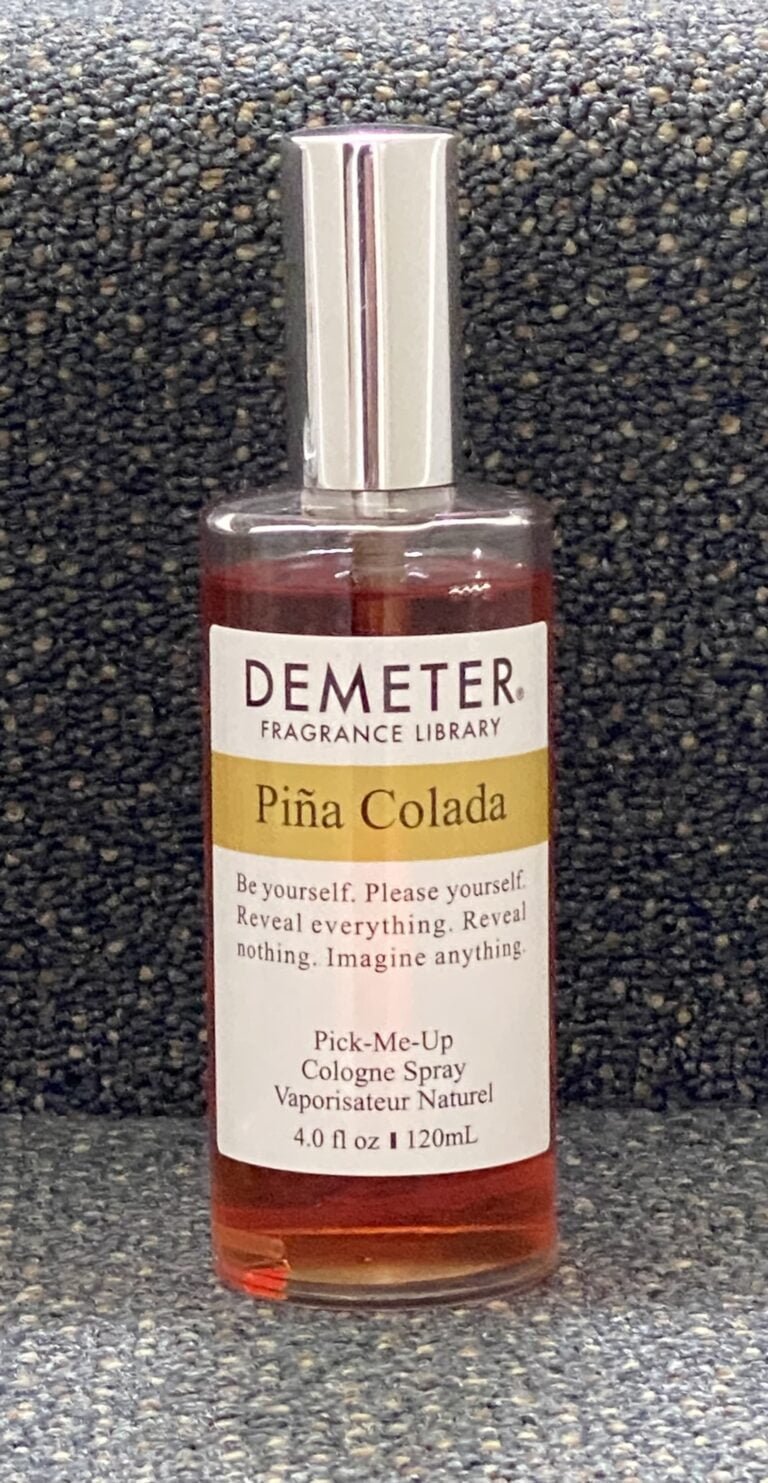 DEMETER®
FRAGRANCE LIBRARY
Piña Colada
Be yourself. Please yourself.
Reveal everything. Reveal
nothing. Imagine anything.
Pick-Me-Up
Cologne Spray
Vaporisateur Naturel
4.0 fl oz ▮ 120mL